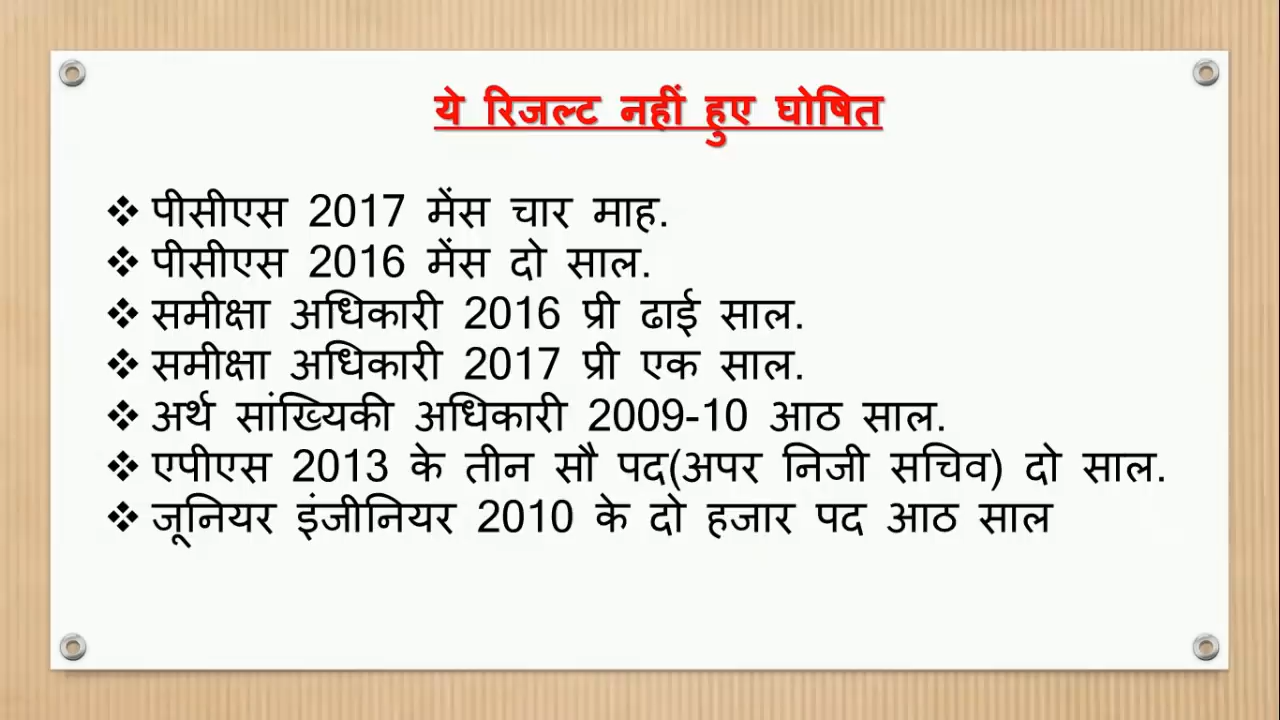 ये रिजल्ट नहीं हुए घोषित
❖ पीसीएस 2017 मेंस चार माह.
❖ पीसीएस 2016 मेंस दो साल.
❖ समीक्षा अधिकारी 2016 प्री ढाई साल.
❖ समीक्षा अधिकारी 2017 प्री एक साल.
❖ अर्थ सांख्यिकी अधिकारी 2009-10 आठ साल.
❖ एपीएस 2013 के तीन सौ पद(अपर निजी सचिव) दो साल.
❖ जूनियर इंजीनियर 2010 के दो हजार पद आठ साल